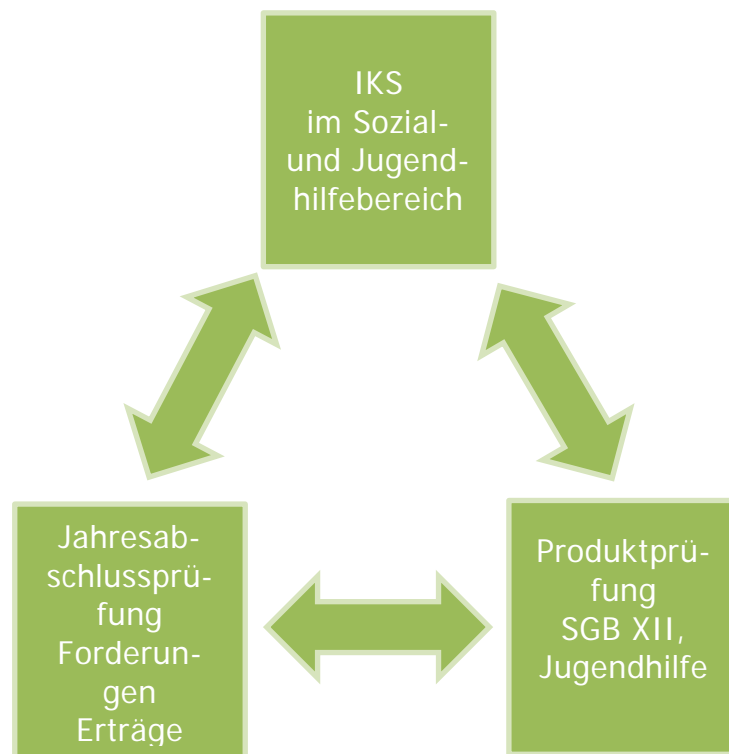 IKS
im Sozial-
und Jugend-
hilfebereich
Jahresab-
schlussprü-
fung
Forderun-
gen
Erträge
Produktprü-
fung
SGB XII,
Jugendhilfe